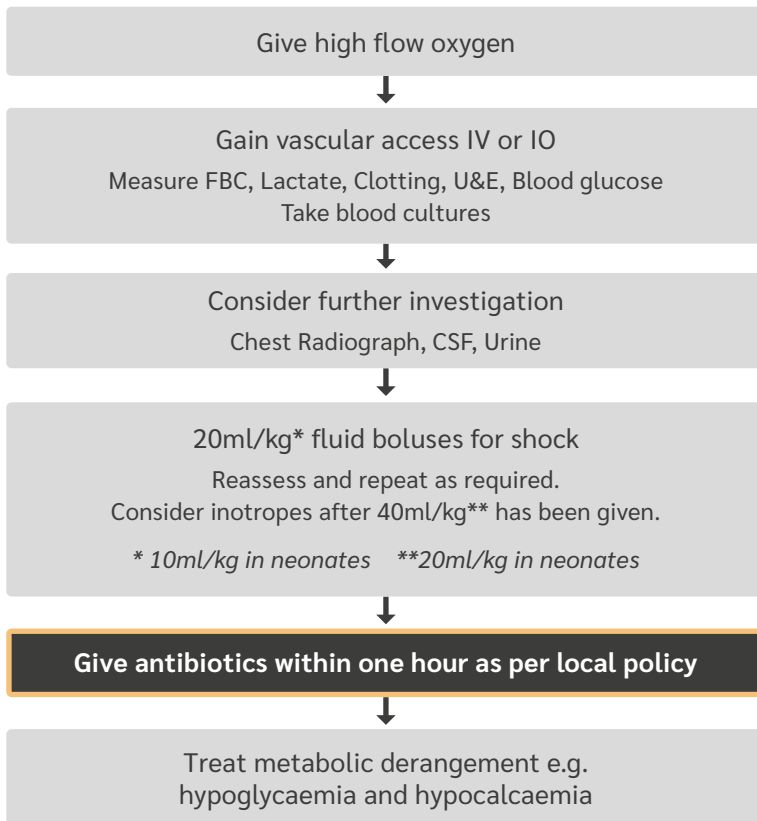 Give high flow oxygen
Gain vascular access IV or IO
Measure FBC, Lactate, Clotting, U&E, Blood glucose
Take blood cultures
Consider further investigation
Chest Radiograph, CSF, Urine
20ml/kg* fluid boluses for shock
Reassess and repeat as required.
Consider inotropes after 40ml/kg** has been given.
* 10ml/kg in neonates **20ml/kg in neonates
Give antibiotics within one hour as per local policy
Treat metabolic derangement e.g.
hypoglycaemia and hypocalcaemia